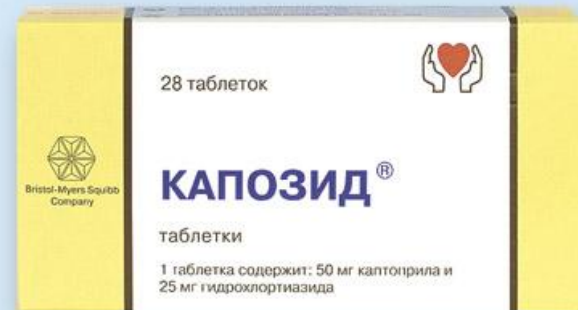 28 таблеток
Bristol-Myers Squibb
Company
КАПОЗИД®
таблетки
1 таблетка содержит: 50 мг каптоприла и
25 мг гидрохлортиазида